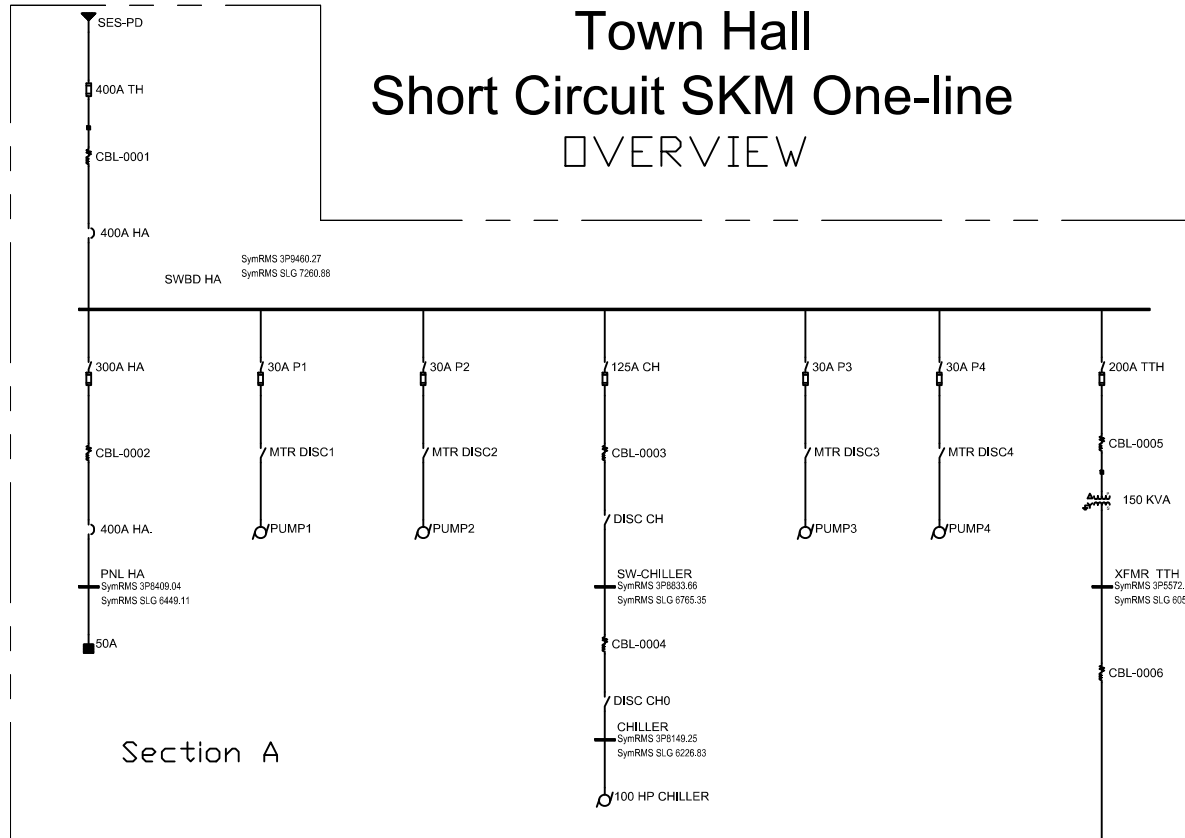 Town Hall
Short Circuit SKM One-line
OVERVIEW
SES-PD
400A TH
CBL-0001
400A HA
SWBD HA
SymRMS 3P9460.27
SymRMS SLG 7260.88
300A HA
30A P1
30A P2
125A CH
30A P3
30A P4
200A TTH
CBL-0002
MTR DISC1
MTR DISC2
CBL-0003
MTR DISC3
MTR DISC4
CBL-0005
150 KVA
400A HA.
PUMP1
PUMP2
DISC CH
PUMP3
PUMP4
PNL HA
SymRMS 3P8409.04
SymRMS SLG 6449.11
SW-CHILLER
SymRMS 3P8833.66
SymRMS SLG 6765.35
XFMR TTH
SymRMS 3P5572.
SymRMS SLG 605
50A
CBL-0004
CBL-0006
DISC CH0
CHILLER
SymRMS 3P8149.25
SymRMS SLG 6226.83
100 HP CHILLER
Section A